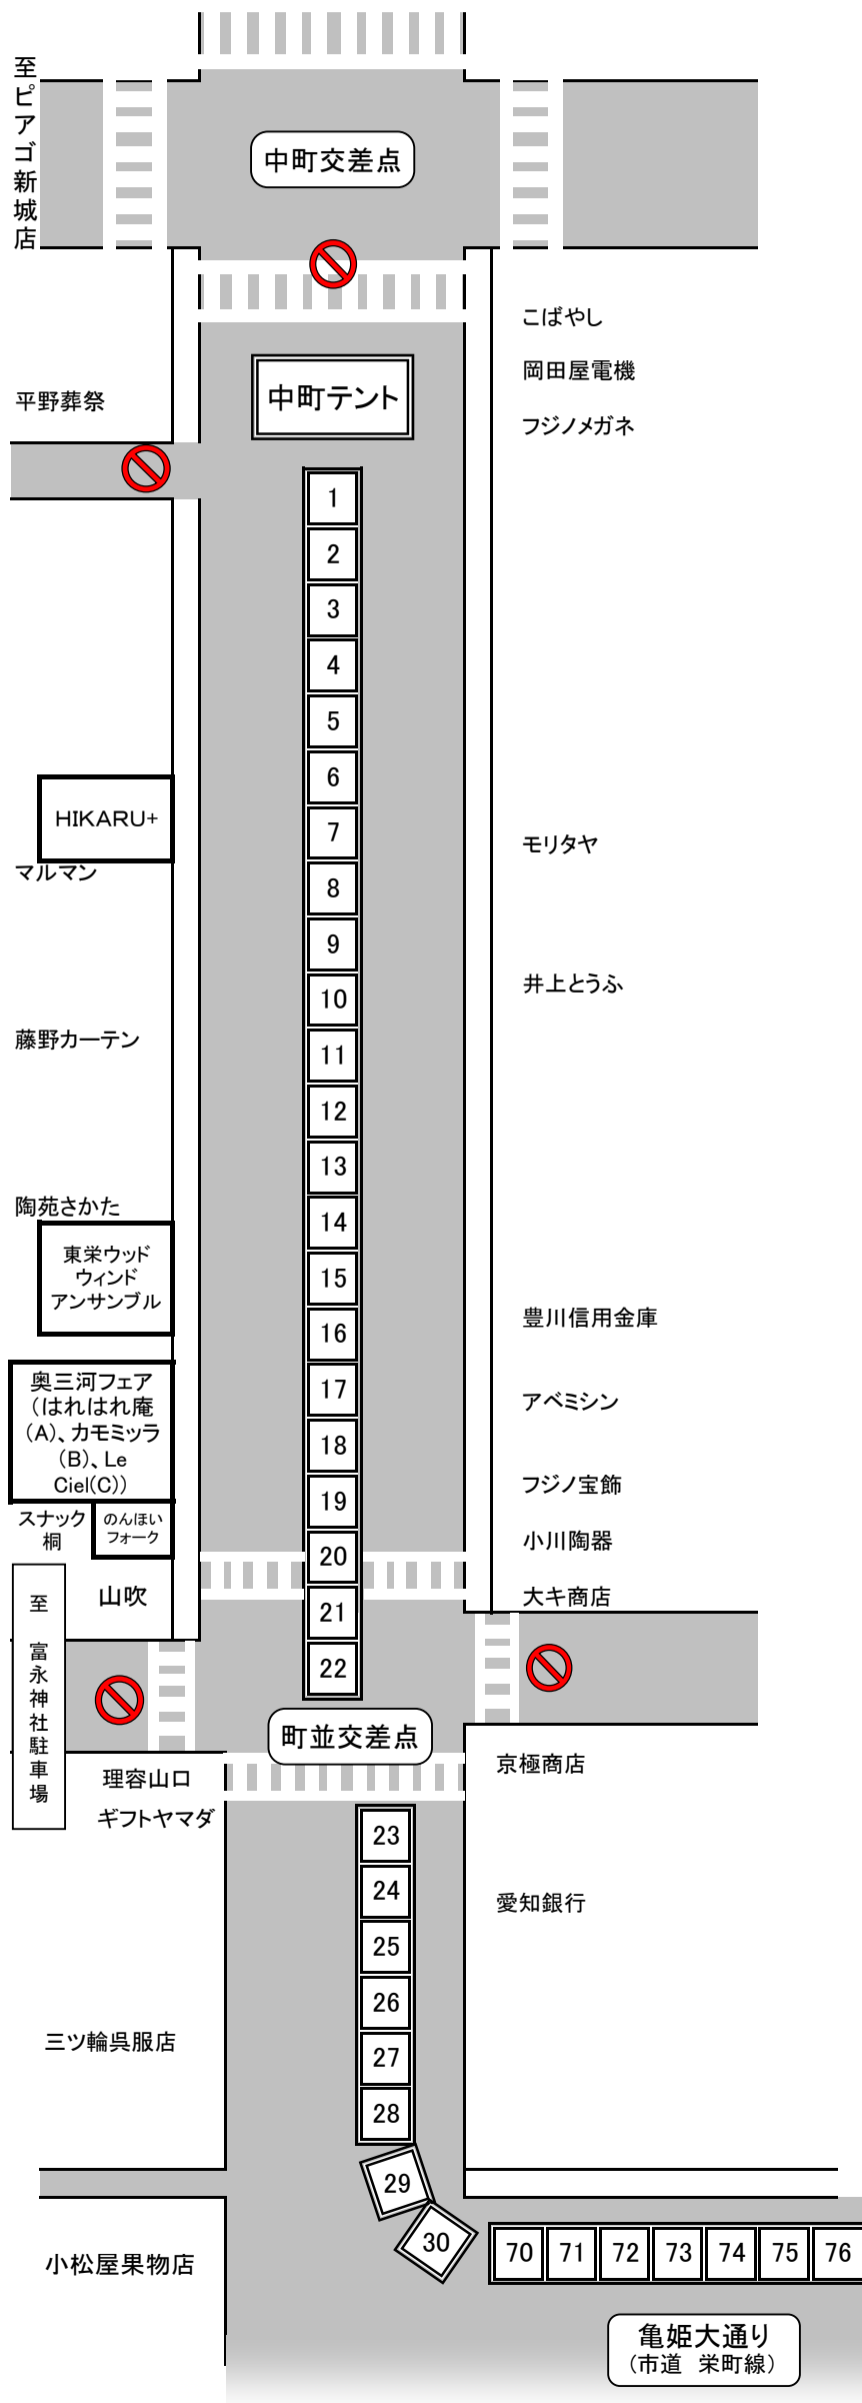 至ピアゴ新城店
中町交差点
こばやし
岡田屋電機
中町テント
平野葬祭
フジノメガネ
1
2
3
4
5
6
HIKARU+
7
モリタヤ
マルマン
8
9
井上とうふ
10
藤野カーテン
11
12
13
陶苑さかた
14
東栄ウッド
ウィンド
アンサンブル
15
豊川信用金庫
16
奥三河フェア
(はれはれ庵
(A)、カモミッラ
(B)、Le
Ciel(C))
17
アベミシン
18
フジノ宝飾
19
スナック
桐
のんほい
フォーク
小川陶器
20
山吹
大キ商店
21
至 富永神社駐車場
22
町並交差点
京極商店
理容山口
ギフトヤマダ
23
24
愛知銀行
25
26
三ツ輪呉服店
27
28
29
30
70 71 72 73 74 75 76
小松屋果物店
亀姫大通り
(市道 栄町線)